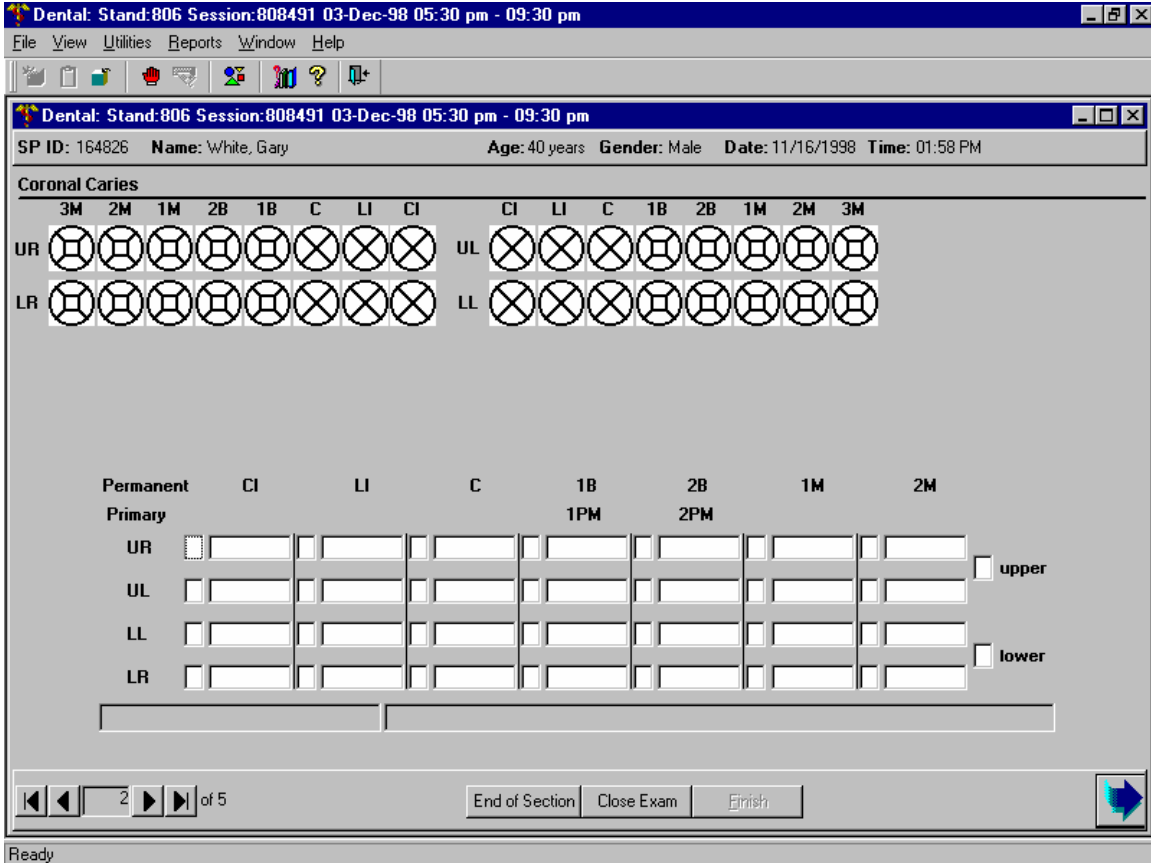 Dental: Stand:806 Session:808491 03-Dec-98 05:30 pm - 09:30 pm
File View Utilities Reports Window Help
Dental: Stand:806 Session:808491 03-Dec-98 05:30 pm - 09:30 pm
SP ID: 164826 Name: White, Gary Age: 40 years Gender: Male Date: 11/16/1998 Time: 01:58 PM
Coronal Caries
3M 2M 1M 2B 1B C LI CI CI LI C 1B 2B 1M 2M 3M
UR UL
LR LL
Permanent CI LI C 1B 2B 1M 2M
Primary 1PM 2PM
UR
upper
UL
LL
lower
LR
2 of 5 End of Section Close Exam Finish
Ready